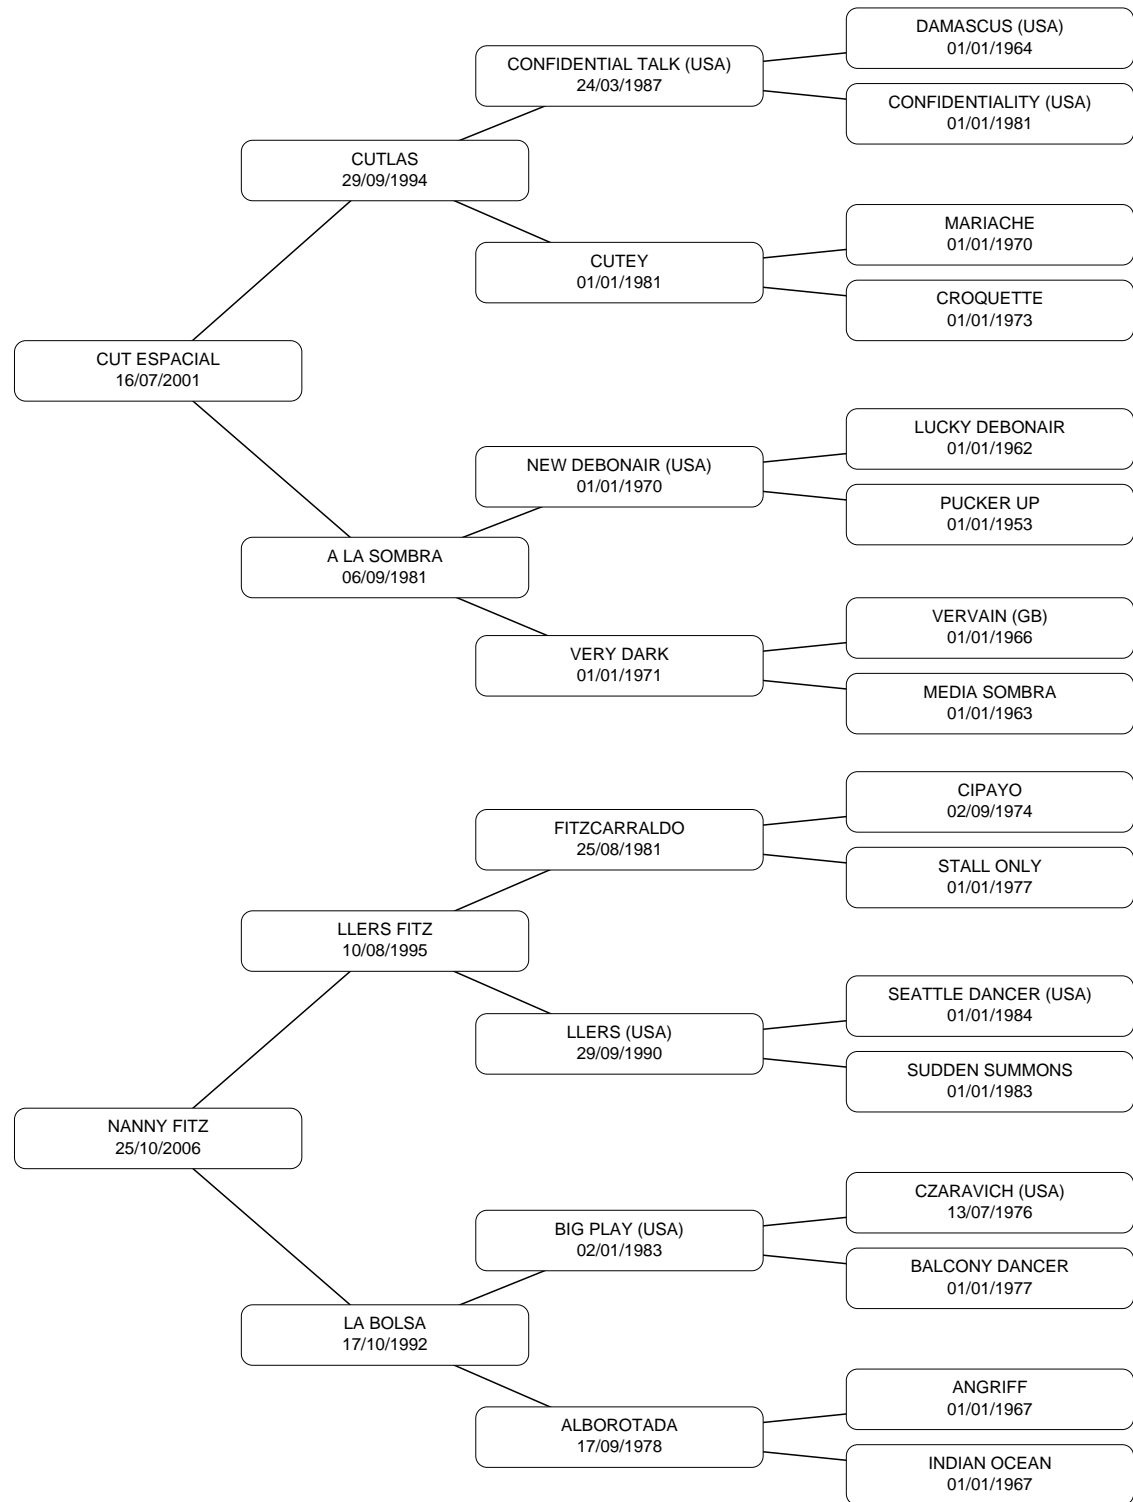 DAMASCUS (USA)
01/01/1964
CONFIDENTIAL TALK (USA)
24/03/1987
CONFIDENTIALITY (USA)
01/01/1981
CUTLAS
29/09/1994
MARIACHE
01/01/1970
CUTEY
01/01/1981
CROQUETTE
01/01/1973
CUT ESPACIAL
16/07/2001
LUCKY DEBONAIR
01/01/1962
NEW DEBONAIR (USA)
01/01/1970
PUCKER UP
01/01/1953
A LA SOMBRA
06/09/1981
VERVAIN (GB)
01/01/1966
VERY DARK
01/01/1971
MEDIA SOMBRA
01/01/1963
CIPAYO
02/09/1974
FITZCARRALDO
25/08/1981
STALL ONLY
01/01/1977
LLERS FITZ
10/08/1995
SEATTLE DANCER (USA)
01/01/1984
LLERS (USA)
29/09/1990
SUDDEN SUMMONS
01/01/1983
NANNY FITZ
25/10/2006
CZARAVICH (USA)
13/07/1976
BIG PLAY (USA)
02/01/1983
BALCONY DANCER
01/01/1977
LA BOLSA
17/10/1992
ANGRIFF
01/01/1967
ALBOROTADA
17/09/1978
INDIAN OCEAN
01/01/1967